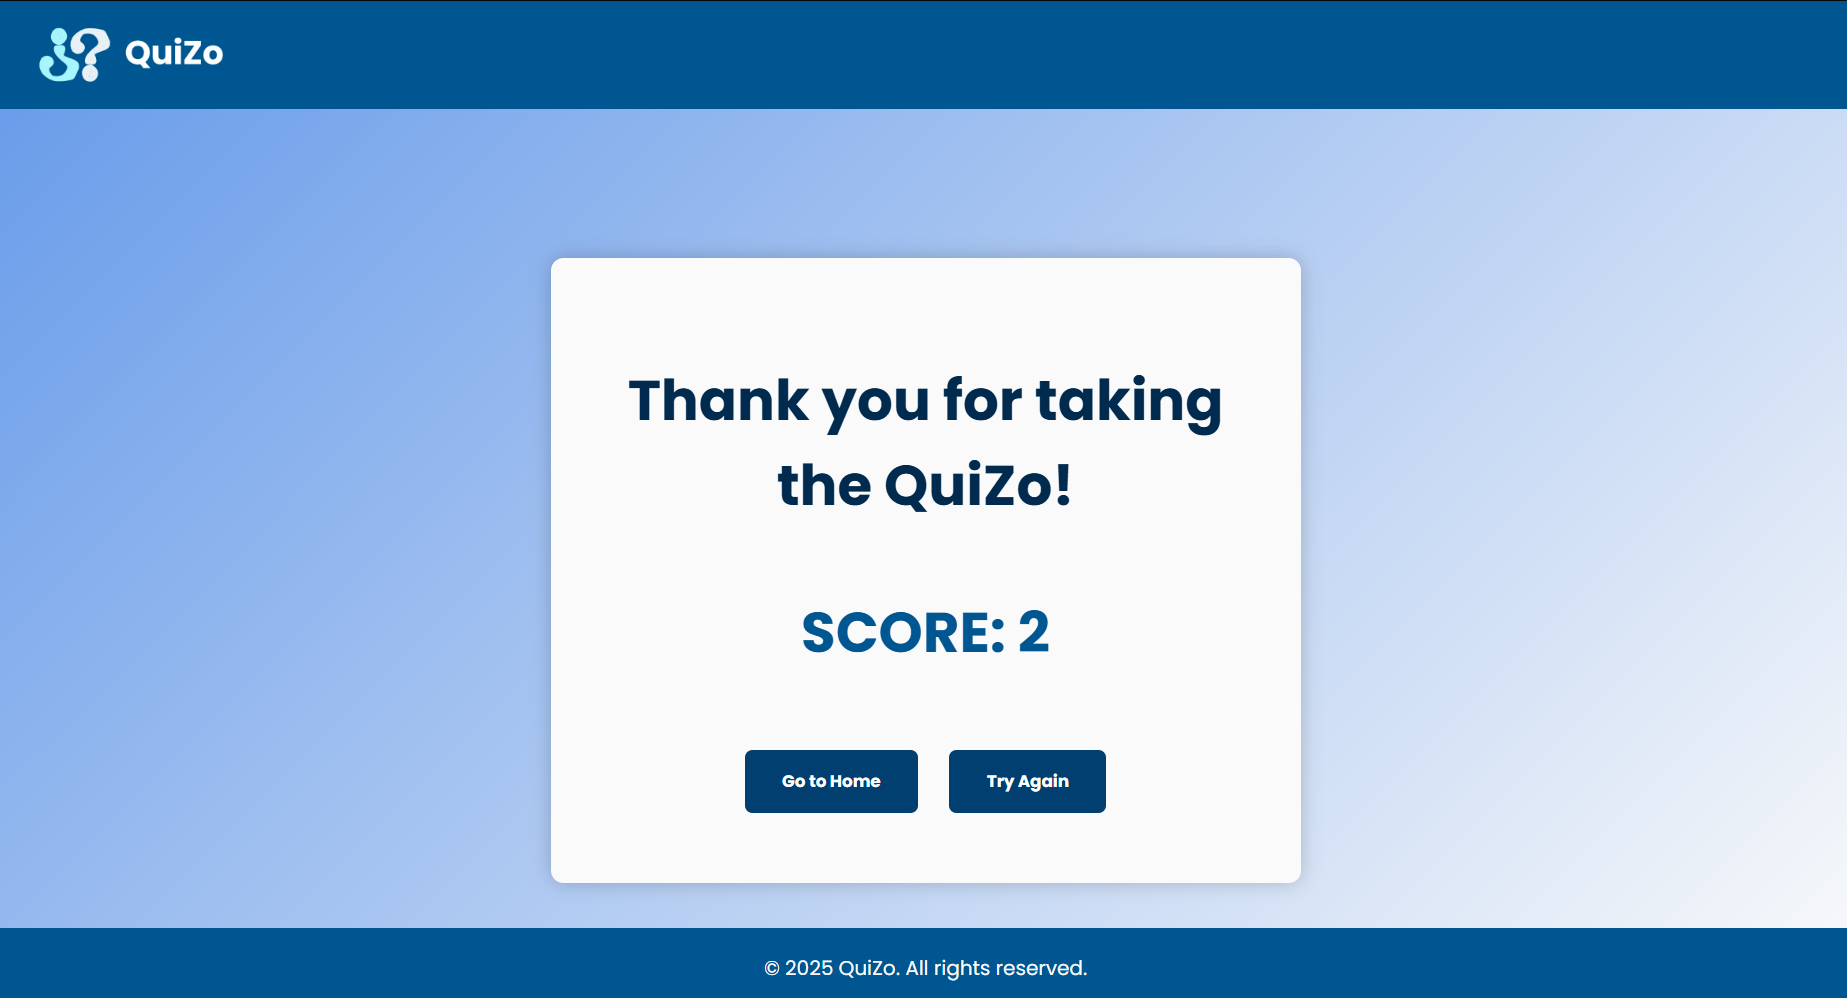 QuiZo
Thank you for taking
the QuiZo!
SCORE: 2
Go to Home
Try Again
© 2025 QuiZo. All rights reserved.